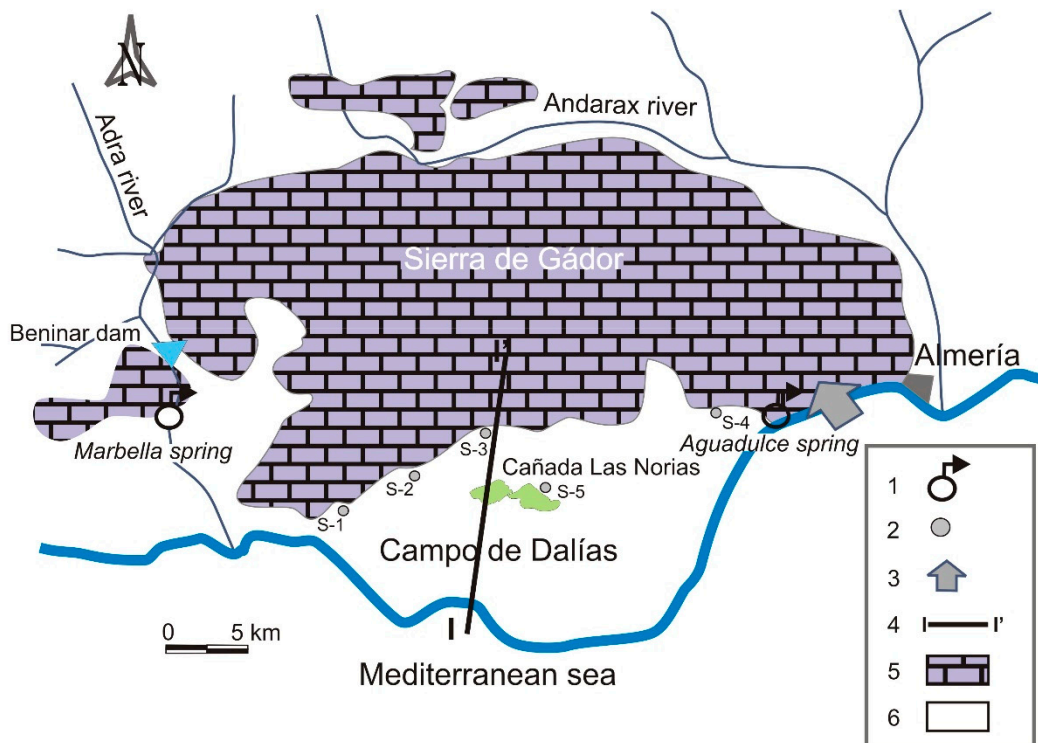 N
Adra river
Andarax river
Sierra de Gádor
Beninar dam
I'
Almería
Marbella spring
S-4
Aguadulce spring
S-3
Cañada Las Norias
S-2
S-5
S-1
Campo de Dalías
I
0 5 km
Mediterranean sea
1
2
3
4 I I'
5
6